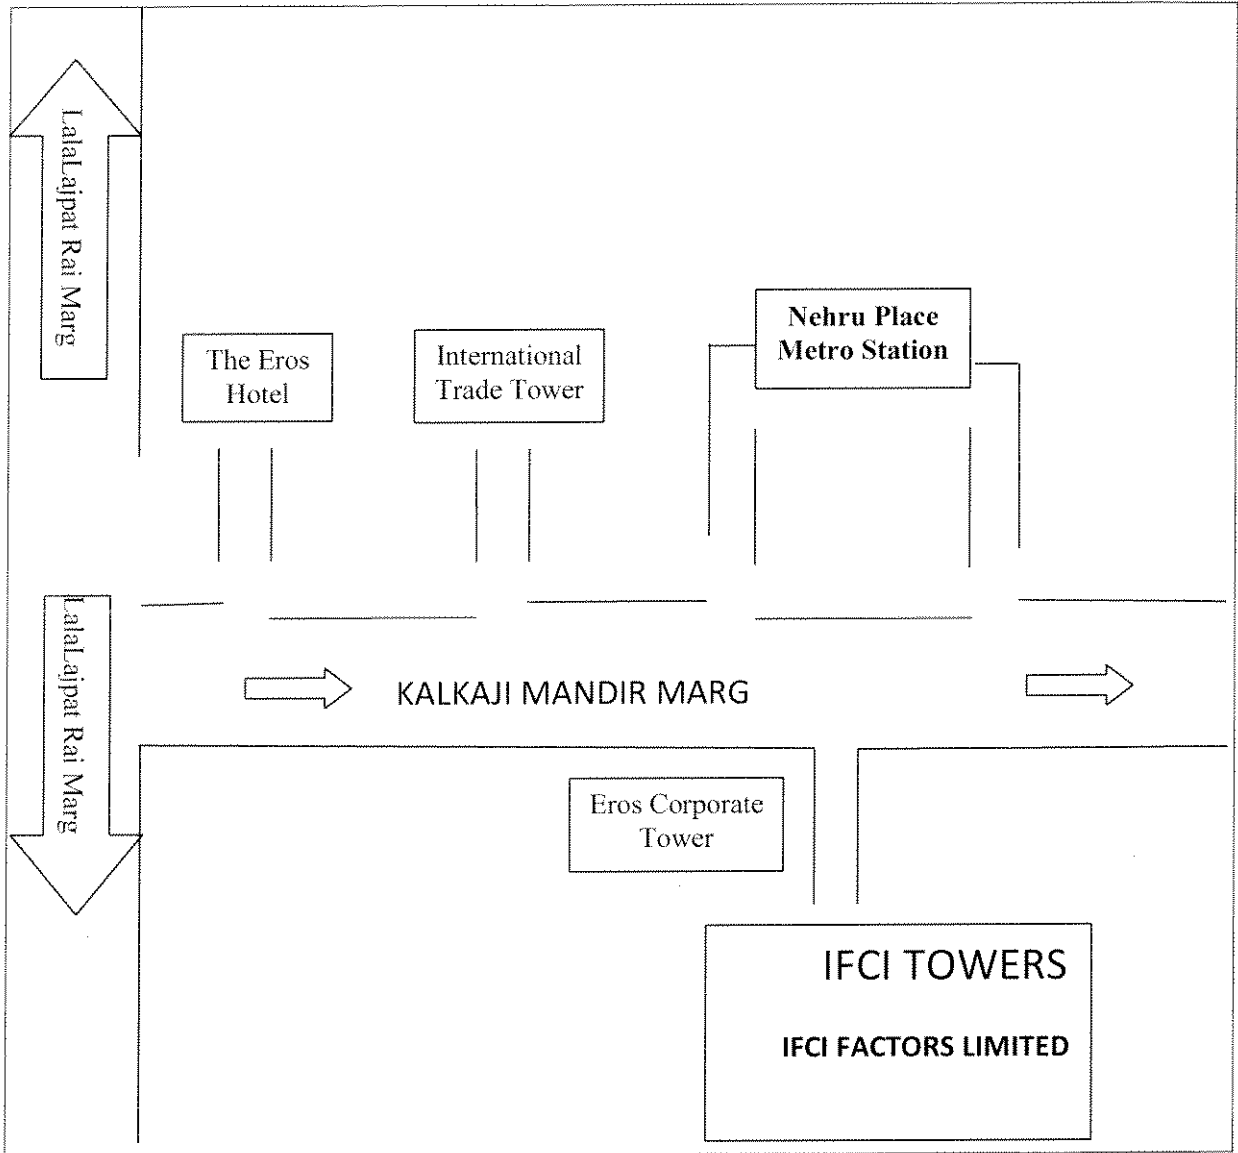 LalaLajpat Rai Marg
The Eros
Hotel
International
Trade Tower
Nehru Place
Metro Station
LalaLajpat Rai Marg
KALKAJI MANDIR MARG
Eros Corporate
Tower
IFCI TOWERS
IFCI FACTORS LIMITED